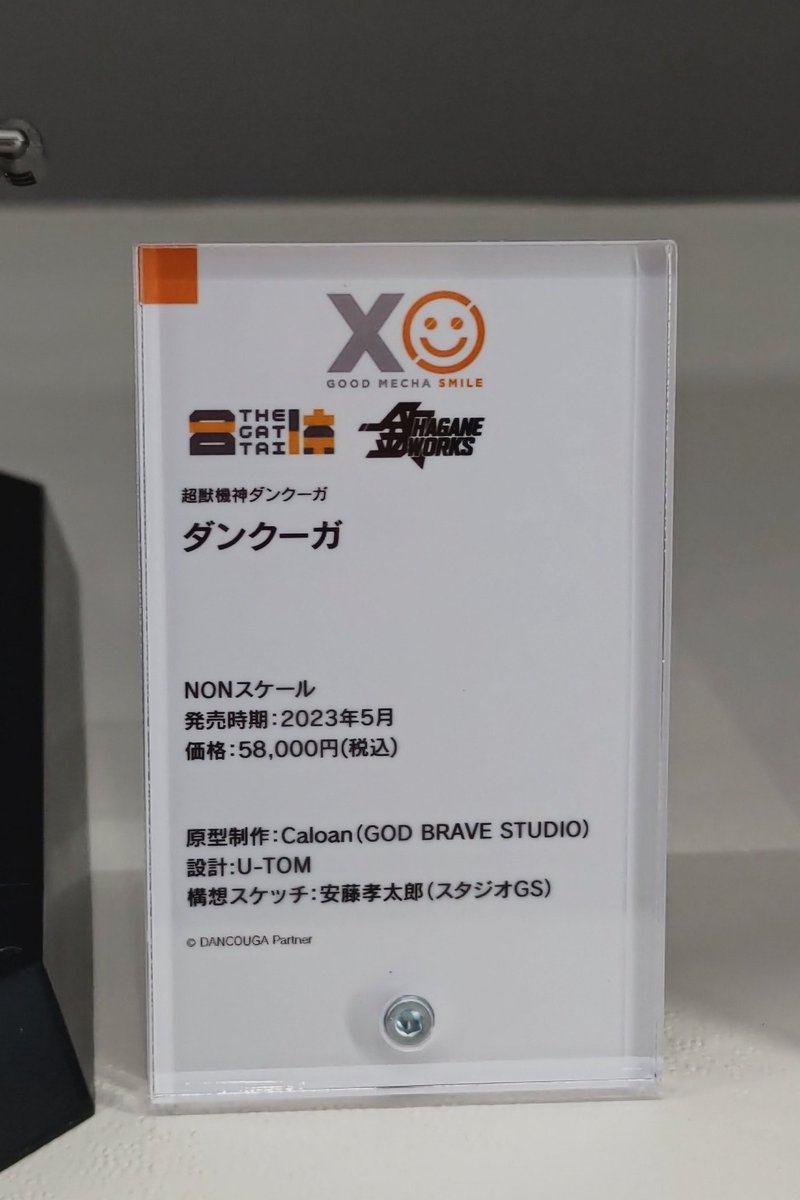 XO
GOOD MECHA SMILE
合 THE GATTAI 体
HAGANE WORKS
超獣機神ダンクーガ
ダンクーガ
NONスケール
発売時期:2023年5月
価格:58,000円(税込)
原型制作:Caloan(GOD BRAVE STUDIO)
設計:U-TOM
構想スケッチ:安藤孝太郎(スタジオGS)
© DANCOUGA Partner